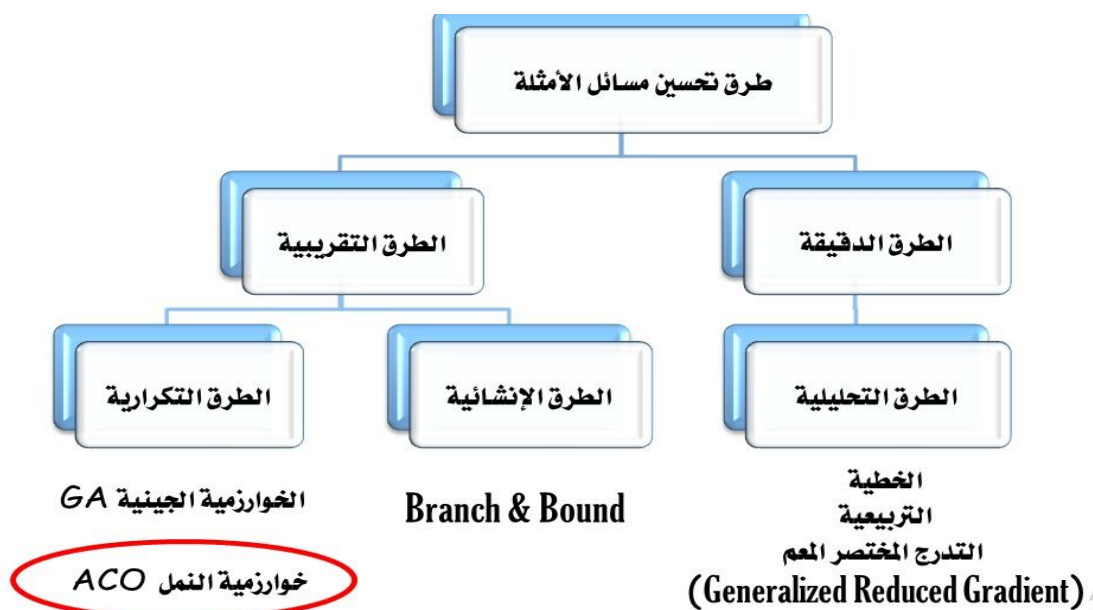 طرق تحسين مسائل الأمثلة
الطرق الدقيقة
الطرق التقريبية
الطرق التحليلية
الطرق الإنشائية
الطرق التكرارية
الخطية
التربيعية
التدرج المختصر المعم
(Generalized Reduced Gradient)
Branch & Bound
الخوارزمية الجينية GA
خوارزمية النمل ACO